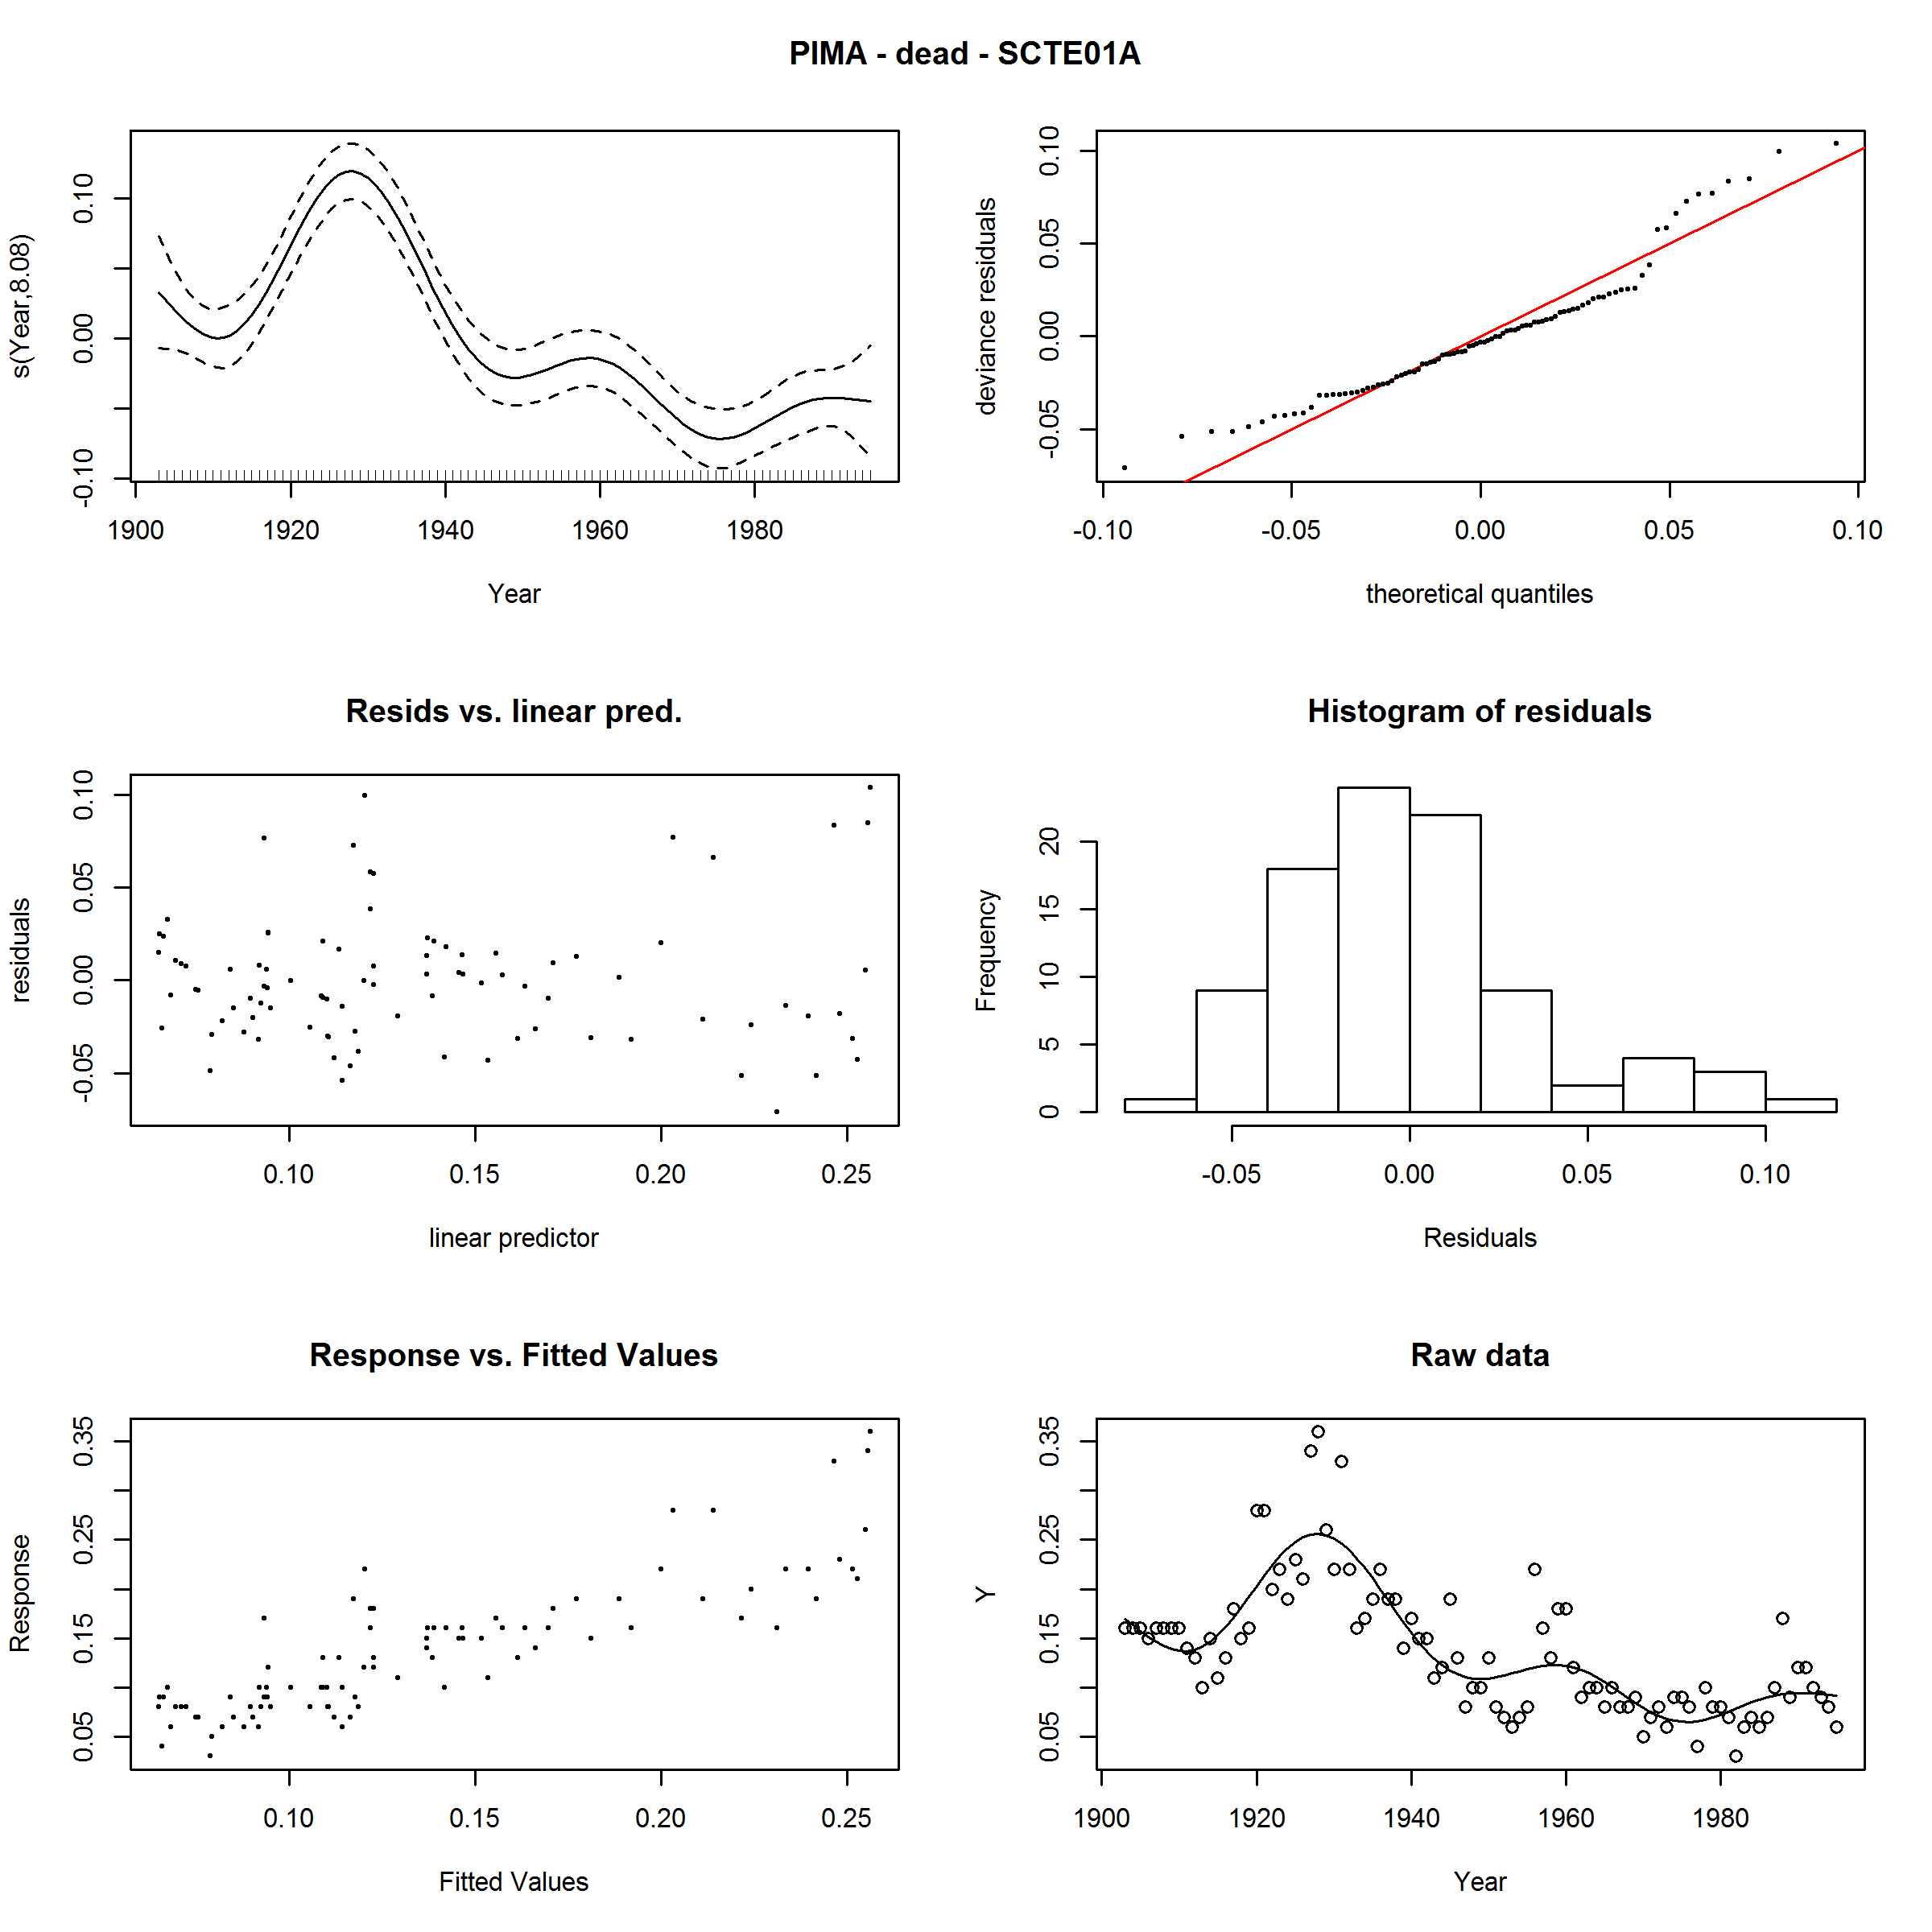 PIMA - dead - SCTE01A
s(Year,8.08)
-0.10 0.00 0.10
1900 1920 1940 1960 1980
Year
deviance residuals
-0.05 0.00 0.05 0.10
-0.10 -0.05 0.00 0.05 0.10
theoretical quantiles
Resids vs. linear pred.
residuals
-0.05 0.00 0.05 0.10
0.10 0.15 0.20 0.25
linear predictor
Histogram of residuals
Frequency
0 5 10 15 20
-0.05 0.00 0.05 0.10
Residuals
Response vs. Fitted Values
Response
0.05 0.15 0.25 0.35
0.10 0.15 0.20 0.25
Fitted Values
Raw data
Y
0.05 0.15 0.25 0.35
1900 1920 1940 1960 1980
Year